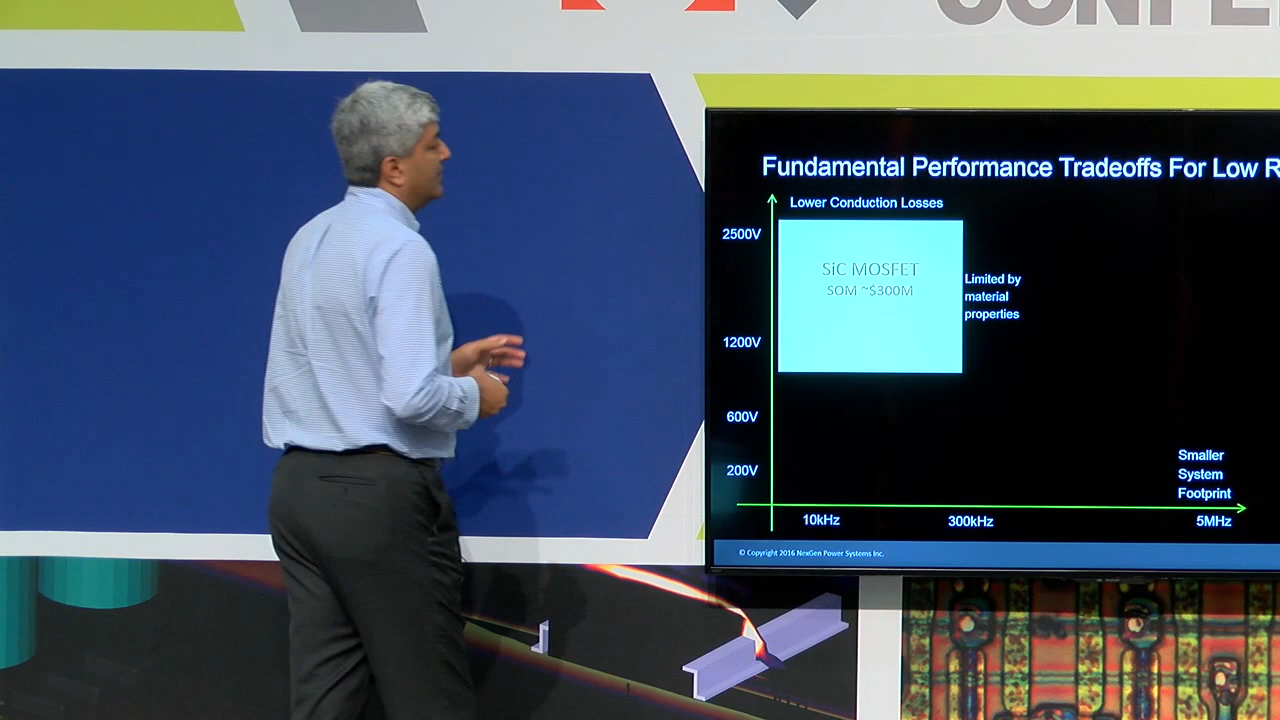 Fundamental Performance Tradeoffs For Low
Lower Conduction Losses
2500V
SiC MOSFET
SOM ~$300M
Limited by
material
properties
1200V
600V
200V
Smaller
System
Footprint
10kHz
300kHz
5MHz
© Copyright 2016 NexGen Power Systems Inc.